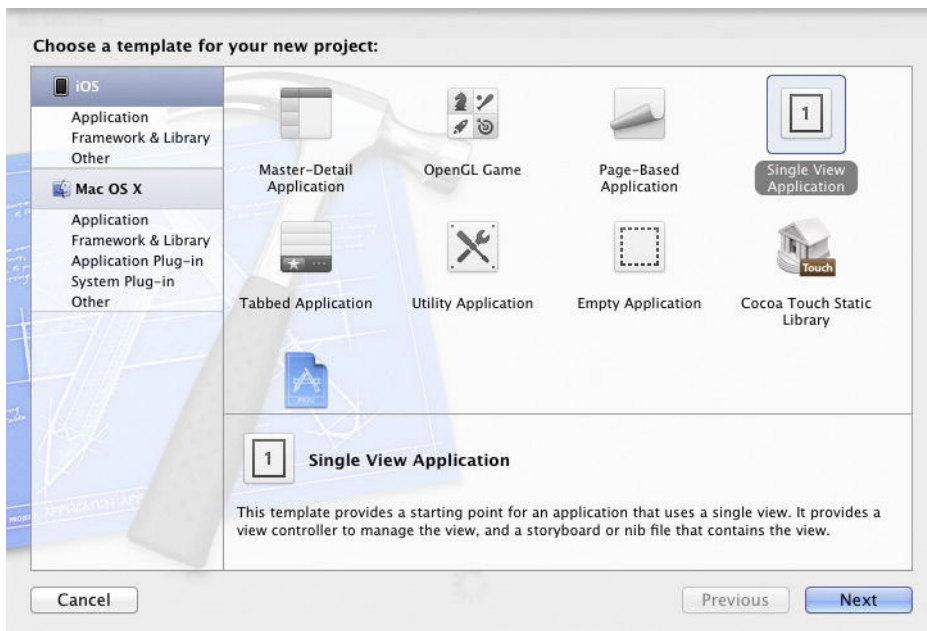 Choose a template for your new project:
iOS
Application
Framework & Library
Other
Mac OS X
Application
Framework & Library
Application Plug-in
System Plug-in
Other
Master-Detail
Application
OpenGL Game
Page-Based
Application
1
Single View
Application
Tabbed Application
Utility Application
Empty Application
Touch
Cocoa Touch Static
Library
1
Single View Application
This template provides a starting point for an application that uses a single view. It provides a
view controller to manage the view, and a storyboard or nib file that contains the view.
Cancel
Previous
Next